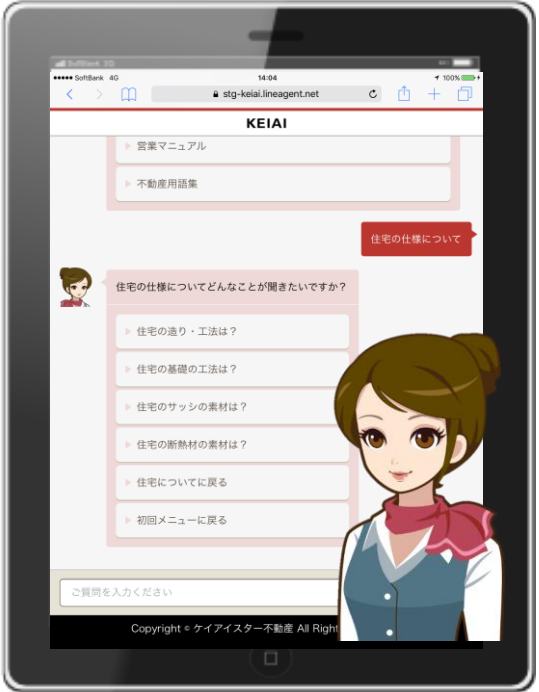 SoftBank 3G
SoftBank 4G
14:04
100%
stg-keiai.lineagent.net
KEIAI
営業マニュアル
不動産用語集
住宅の仕様について
住宅の仕様についてどんなことが聞きたいですか？
住宅の造り・工法は？
住宅の基礎の工法は？
住宅のサッシの素材は？
住宅の断熱材の素材は？
住宅についてに戻る
初回メニューに戻る
ご質問を入力ください
Copyright © ケイアイスター不動産 All Right